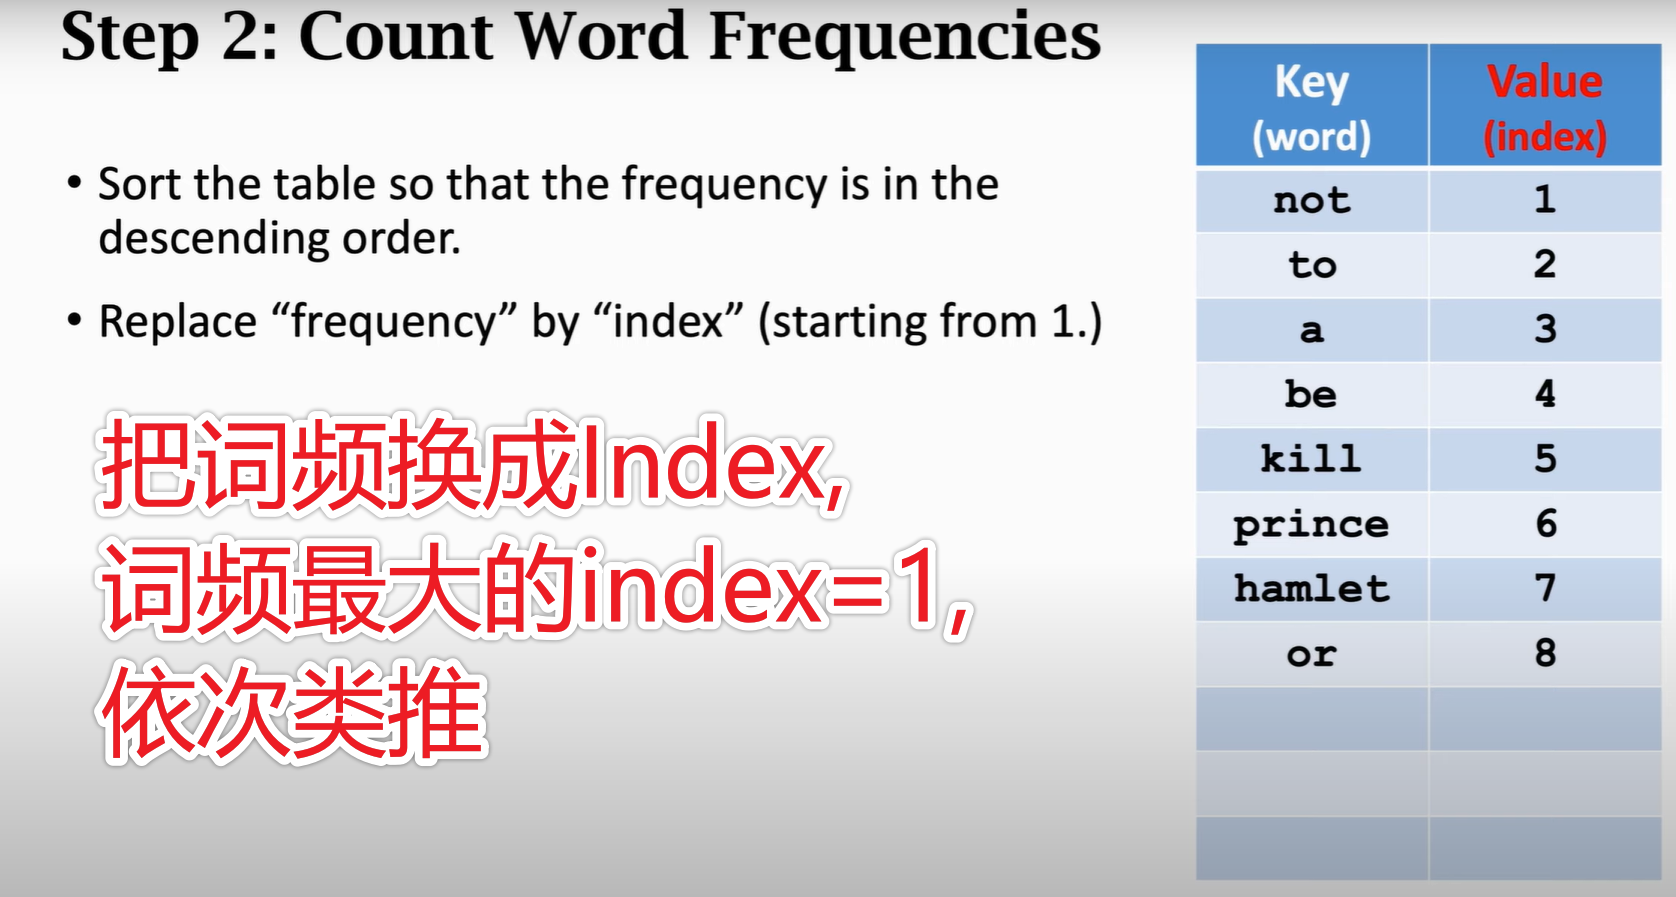 Step 2: Count Word Frequencies
• Sort the table so that the frequency is in the
descending order.
• Replace “frequency” by “index” (starting from 1.)
把词频换成Index,
词频最大的index=1,
依次类推
Key Value
(word) (index)
not 1
to 2
a 3
be 4
kill 5
prince 6
hamlet 7
or 8